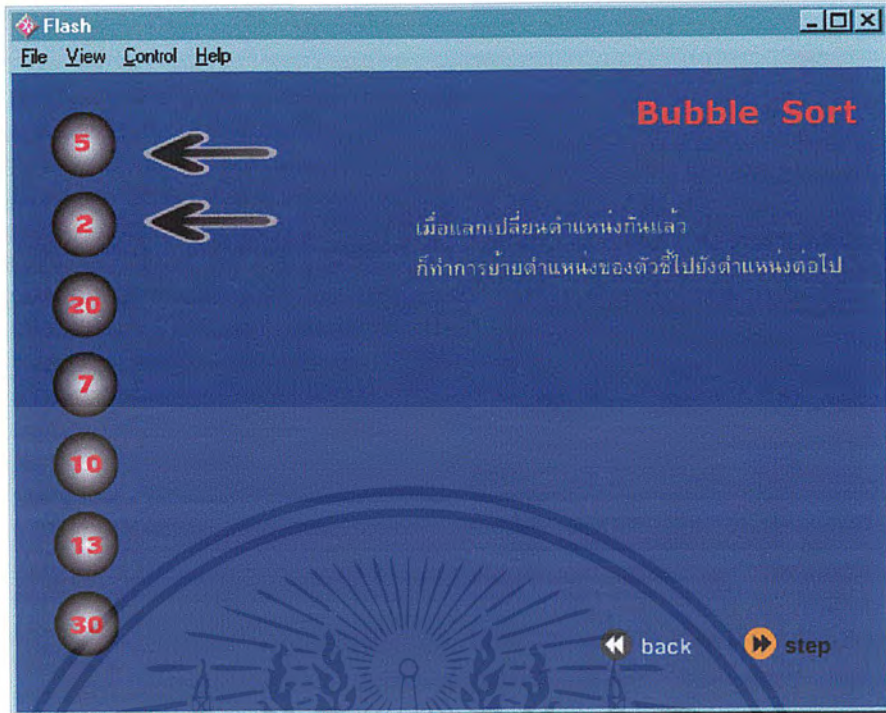 Flash
File View Control Help
Bubble Sort
5
2
เมื่อแลกเปลี่ยนตำแหน่งกันแล้ว
ก็ทำการย้ายตำแหน่งของตัวชี้ไปยังตำแหน่งต่อไป
20
7
10
13
30
back step